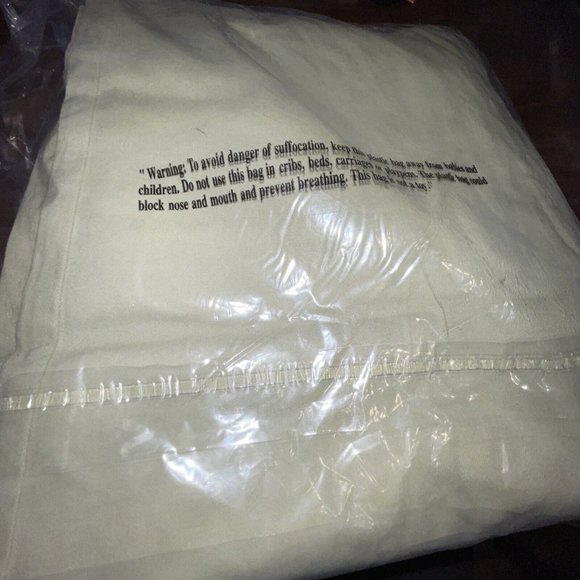 "Warning: To avoid danger of suffocation, keep this plastic bag away from babies and
children. Do not use this bag in cribs, beds, carriages or playpens. The plastic bag could
block nose and mouth and prevent breathing. This bag is not a toy."